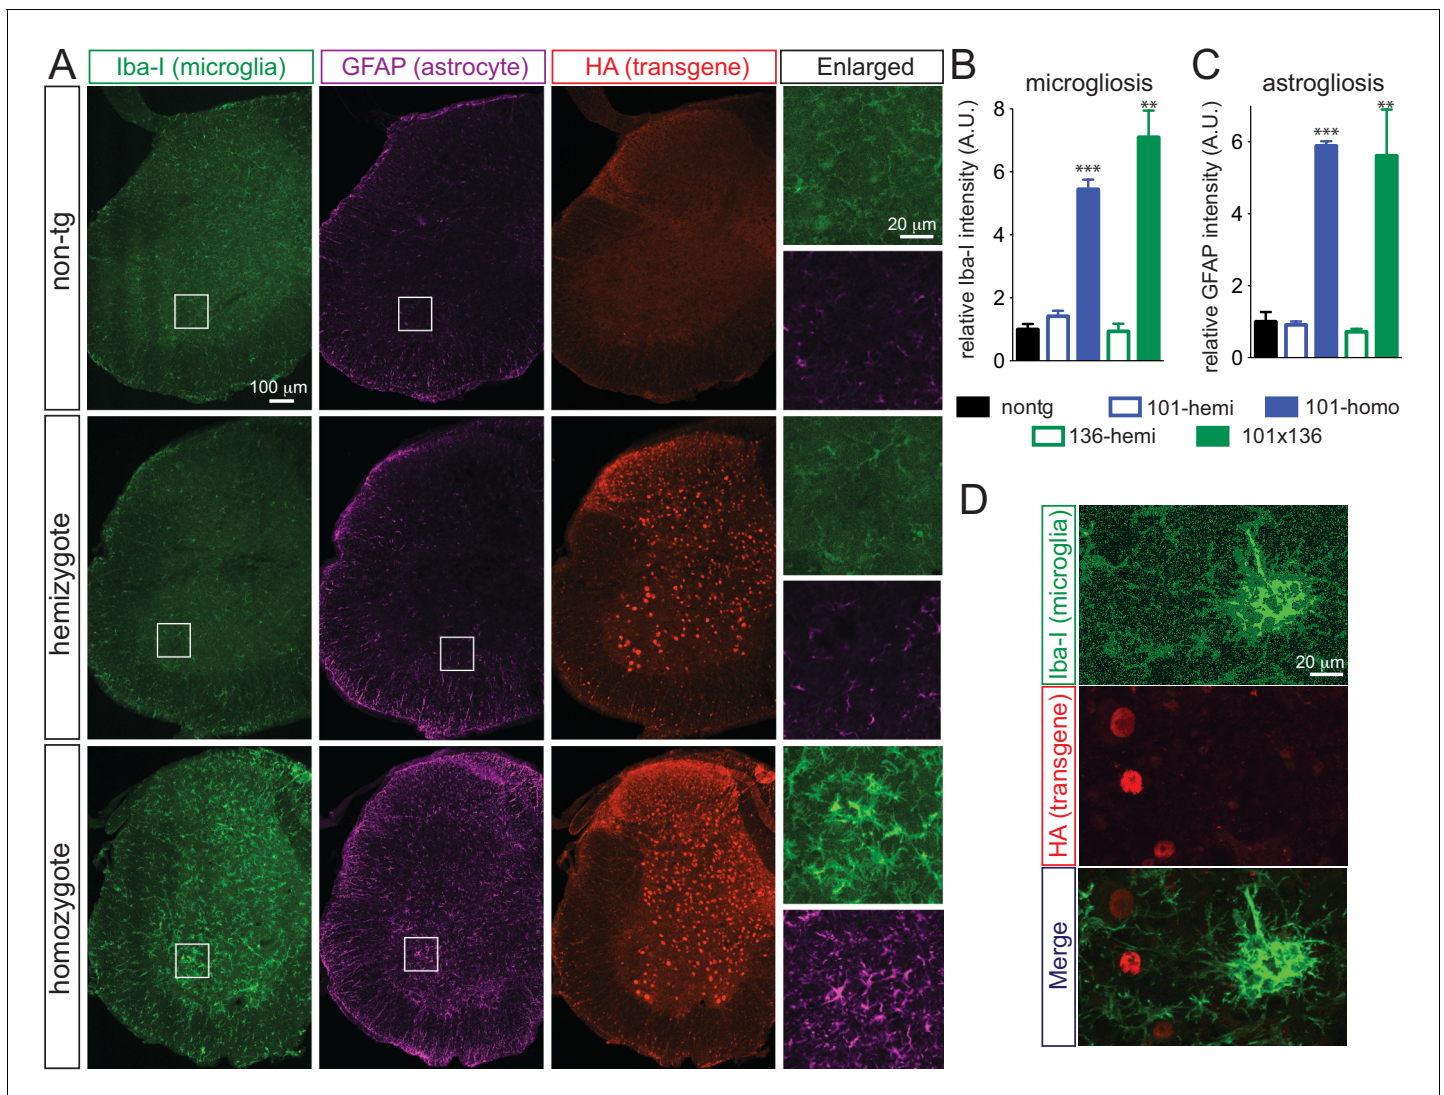 A
Iba-I (microglia)
GFAP (astrocyte)
HA (transgene)
Enlarged
non-tg
100 µm
20 µm
hemizygote
homozygote
B
microgliosis
relative Iba-I intensity (A.U.)
8
6
4
2
0
***
**
C
astrogliosis
relative GFAP intensity (A.U.)
6
4
2
0
***
**
nontg
101-hemi
101-homo
136-hemi
101x136
D
Iba-I (microglia)
20 µm
HA (transgene)
Merge